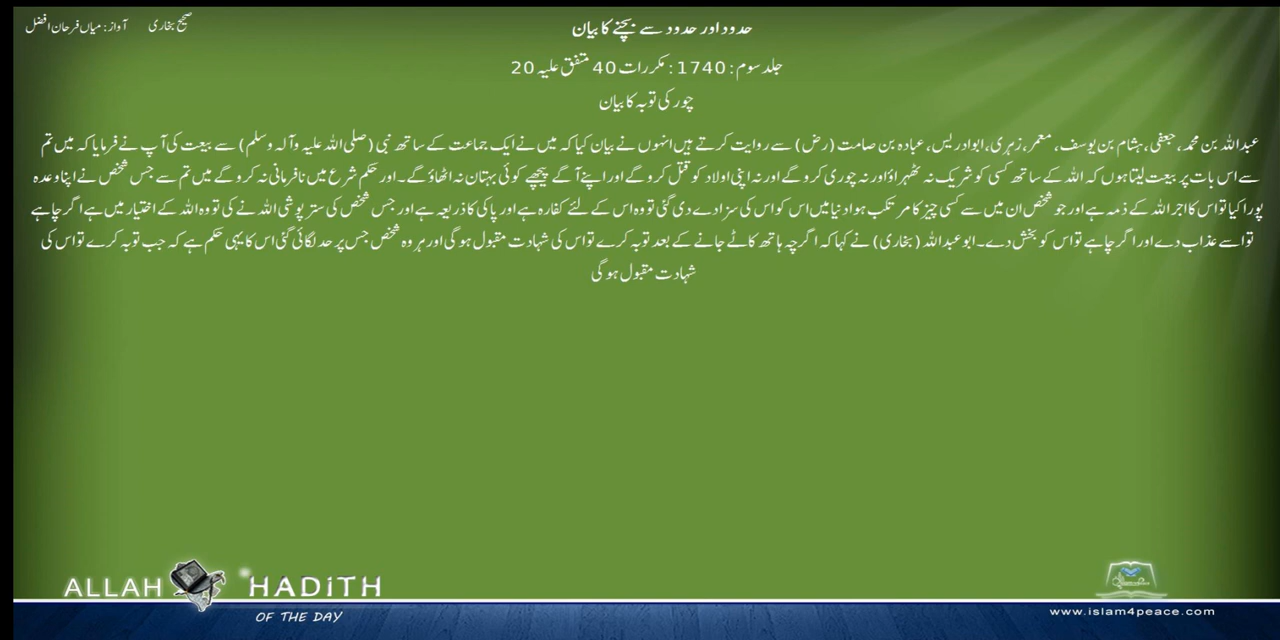 صحیح بخاری آواز: میاں فرحان افضل
حدود اور حدود سے بچنے کا بیان
جلد سوم: 1740 : مکررات 40 متفق علیہ 20
چور کی توبہ کا بیان
عبداللہ بن محمد، جعفی، ہشام بن یوسف، معمر، زہری، ابو ادریس، عبادہ بن صامت (رض) سے روایت کرتے ہیں انہوں نے بیان کیا کہ میں نے ایک جماعت کے ساتھ نبی (صلی اللہ علیہ وآلہ وسلم) سے بیعت کی آپ نے فرمایا کہ میں تم
سے اس بات پر بیعت لیتا ہوں کہ اللہ کے ساتھ کسی کو شریک نہ ٹھہراؤ اور نہ چوری کرو گے اور نہ اپنی اولاد کو قتل کرو گے اور اپنے آگے پیچھے کوئی بہتان نہ اٹھاؤ گے۔ اور حکم شرع میں نافرمانی نہ کرو گے میں تم سے جس شخص نے اپنا وعدہ
پورا کیا تو اس کا اجر اللہ کے ذمہ ہے اور جو شخص ان میں سے کسی چیز کا مرتکب ہوا دنیا میں اس کو اس کی سزا دے دی گئی تو وہ اس کے لئے کفارہ ہے اور پاکی کا ذریعہ ہے اور جس شخص کی ستر پوشی اللہ نے کی تو وہ اللہ کے اختیار میں ہے اگر چاہے
تو اسے عذاب دے اور اگر چاہے تو اس کو بخش دے۔ ابوعبداللہ (بخاری) نے کہا کہ اگرچہ ہاتھ کاٹے جانے کے بعد توبہ کرے تو اس کی شہادت مقبول ہوگی اور ہر وہ شخص جس پر حد لگائی گئی اس کا یہی حکم ہے کہ جب توبہ کرے تو اس کی
شہادت مقبول ہوگی
ALLAH HADITH
OF THE DAY
www.islam4peace.com